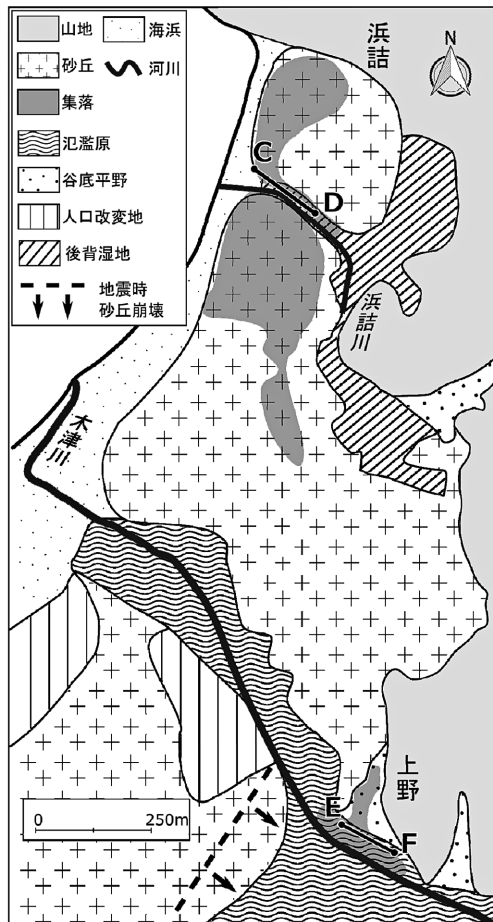 山地
海浜
砂丘
河川
集落
氾濫原
谷底平野
人口改変地
後背湿地
地震時
砂丘崩壊
浜詰
N
C
D
浜詰川
木津川
上野
E
F
0
250m